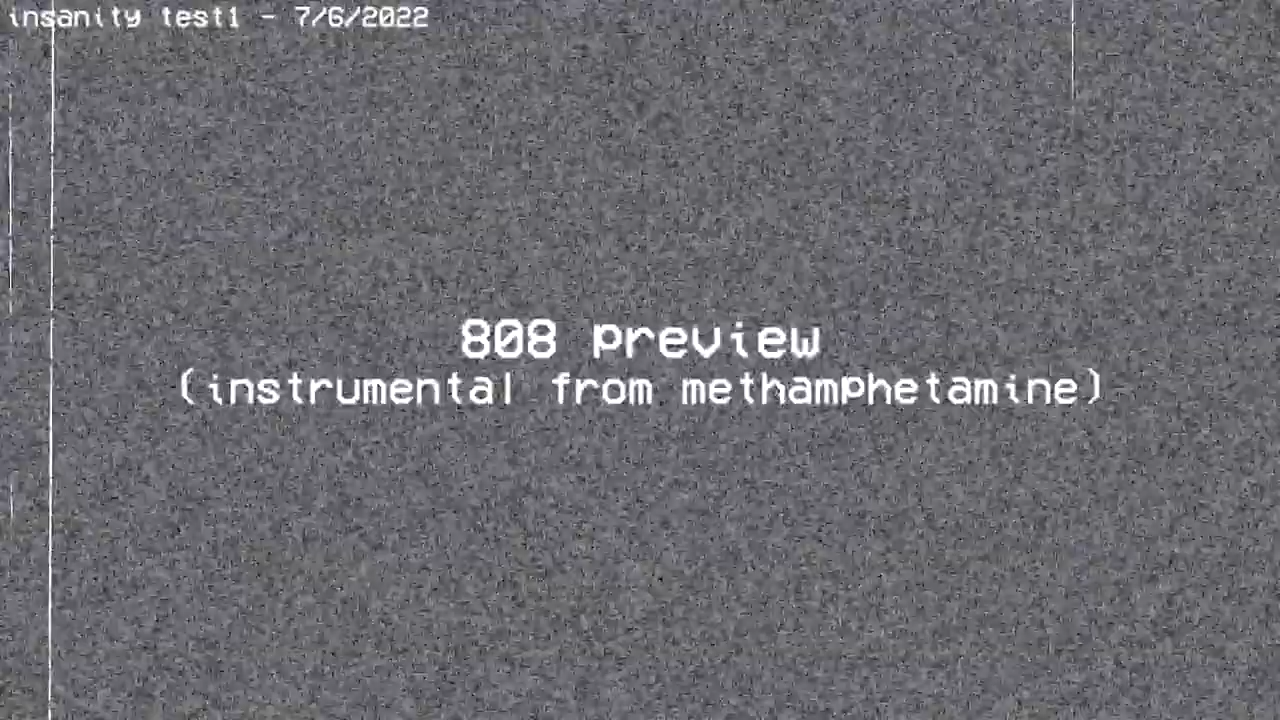 insanity test1 - 7/6/2022
808 preview
(instrumental from methamphetamine)